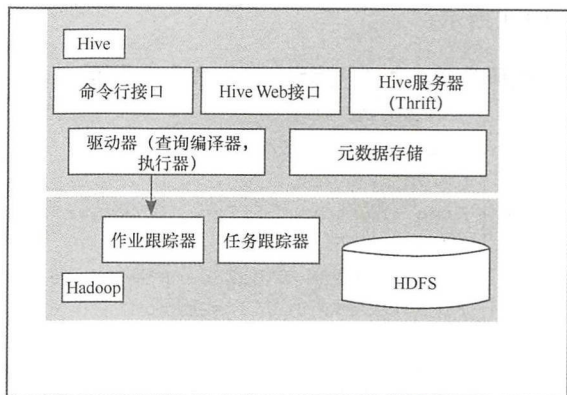 Hive
命令行接口
Hive Web接口
Hive服务器
(Thrift)
驱动器（查询编译器，
执行器）
元数据存储
作业跟踪器
任务跟踪器
HDFS
Hadoop